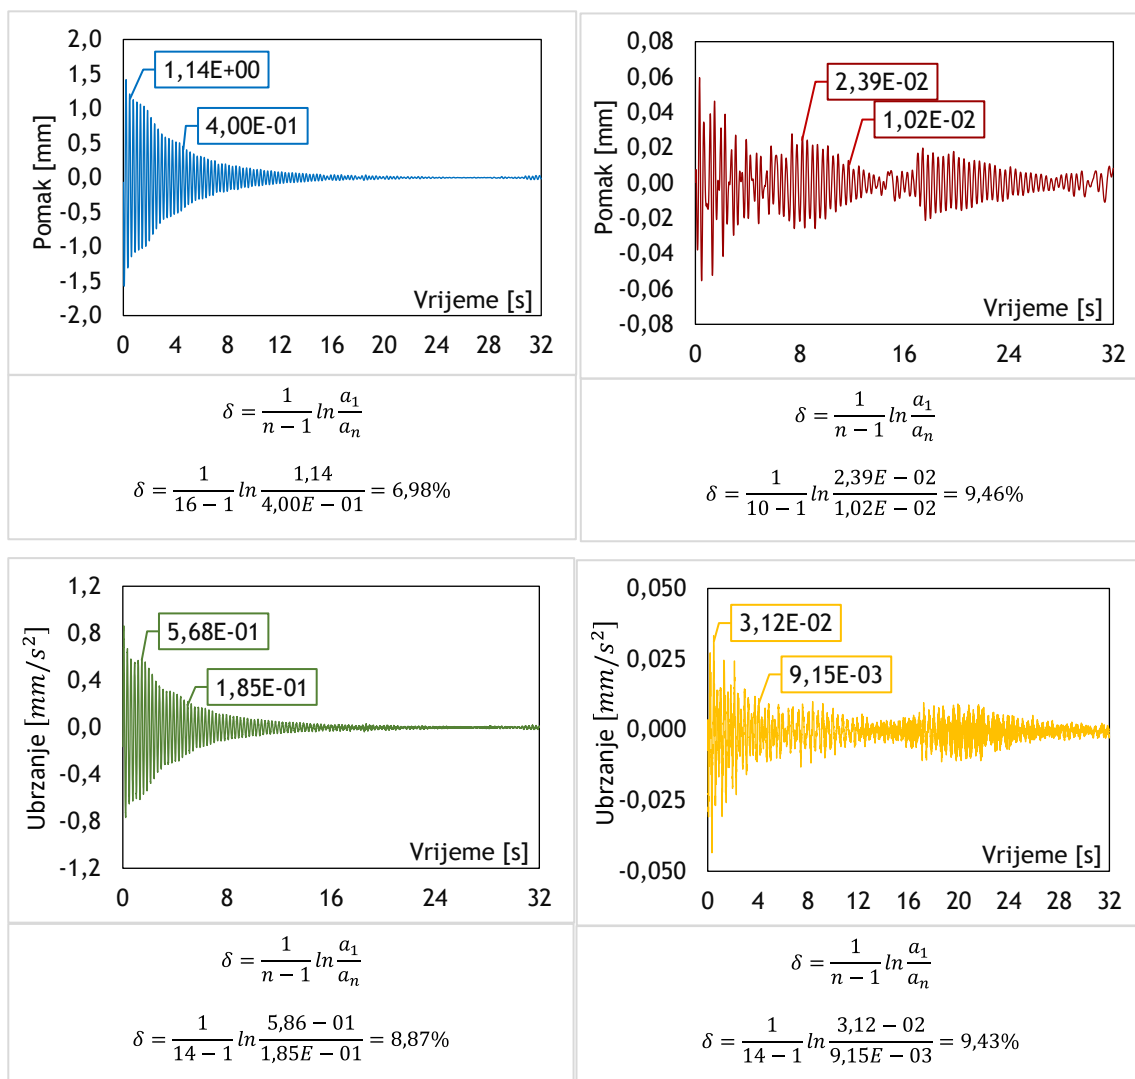 2,0
1,5
1,0
0,5
0,0
-0,5
-1,0
-1,5
-2,0
Pomak [mm]
1,14E+00
4,00E-01
Vrijeme [s]
0 4 8 12 16 20 24 28 32
δ = 1/(n − 1) ln a₁/aₙ
δ = 1/(16 − 1) ln 1,14/(4,00E − 01) = 6,98%
0,08
0,06
0,04
0,02
0,00
-0,02
-0,04
-0,06
-0,08
Pomak [mm]
2,39E-02
1,02E-02
Vrijeme [s]
0 8 16 24 32
δ = 1/(n − 1) ln a₁/aₙ
δ = 1/(10 − 1) ln (2,39E − 02)/(1,02E − 02) = 9,46%
1,2
0,8
0,4
0,0
-0,4
-0,8
-1,2
Ubrzanje [mm/s²]
5,68E-01
1,85E-01
Vrijeme [s]
0 8 16 24 32
δ = 1/(n − 1) ln a₁/aₙ
δ = 1/(14 − 1) ln (5,86 − 01)/(1,85E − 01) = 8,87%
0,050
0,025
0,000
-0,025
-0,050
Ubrzanje [mm/s²]
3,12E-02
9,15E-03
Vrijeme [s]
0 4 8 12 16 20 24 28 32
δ = 1/(n − 1) ln a₁/aₙ
δ = 1/(14 − 1) ln (3,12 − 02)/(9,15E − 03) = 9,43%